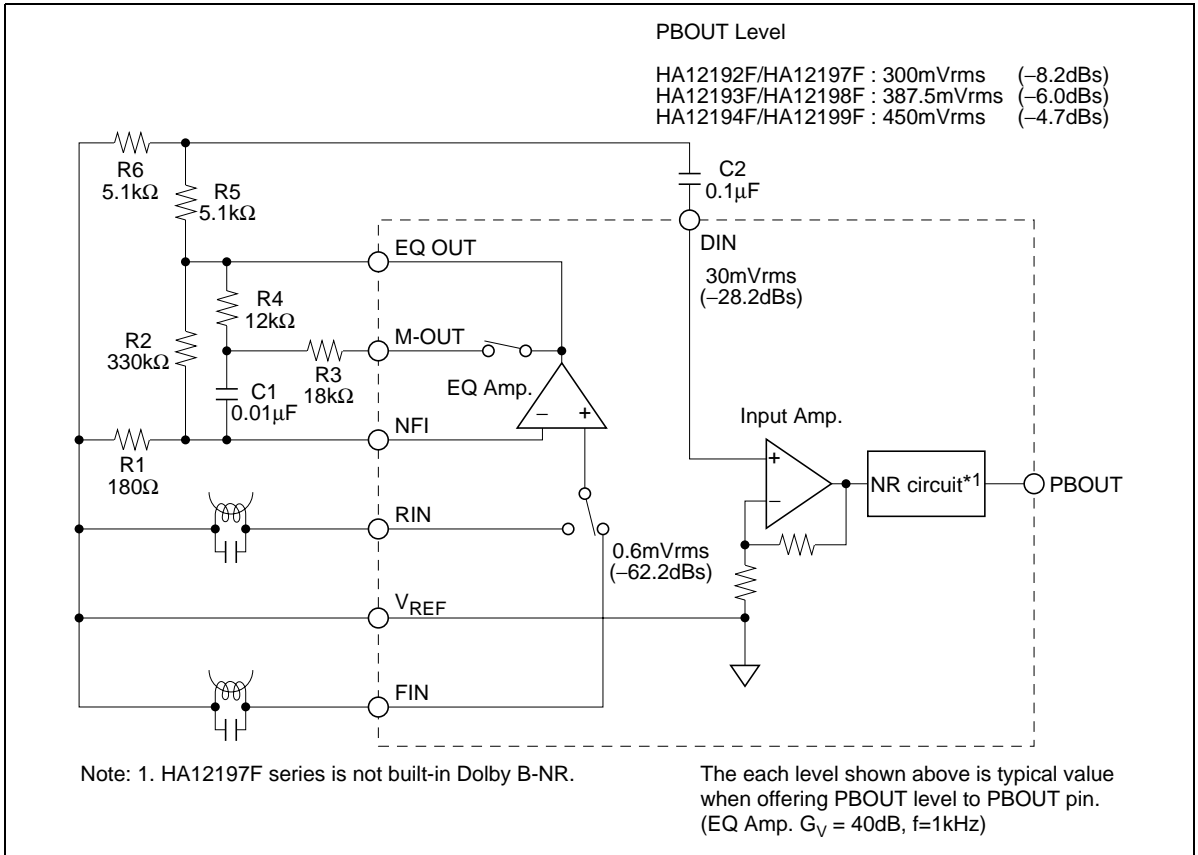 PBOUT Level
HA12192F/HA12197F : 300mVrms (−8.2dBs)
HA12193F/HA12198F : 387.5mVrms (−6.0dBs)
HA12194F/HA12199F : 450mVrms (−4.7dBs)
R6
5.1kΩ
R5
5.1kΩ
C2
0.1μF
DIN
30mVrms
(−28.2dBs)
EQ OUT
R4
12kΩ
R2
330kΩ
M-OUT
R3
18kΩ
C1
0.01μF
EQ Amp.
− +
NFI
R1
180Ω
Input Amp.
+
−
NR circuit*1
PBOUT
RIN
0.6mVrms
(−62.2dBs)
VREF
FIN
Note: 1. HA12197F series is not built-in Dolby B-NR.
The each level shown above is typical value
when offering PBOUT level to PBOUT pin.
(EQ Amp. GV = 40dB, f=1kHz)